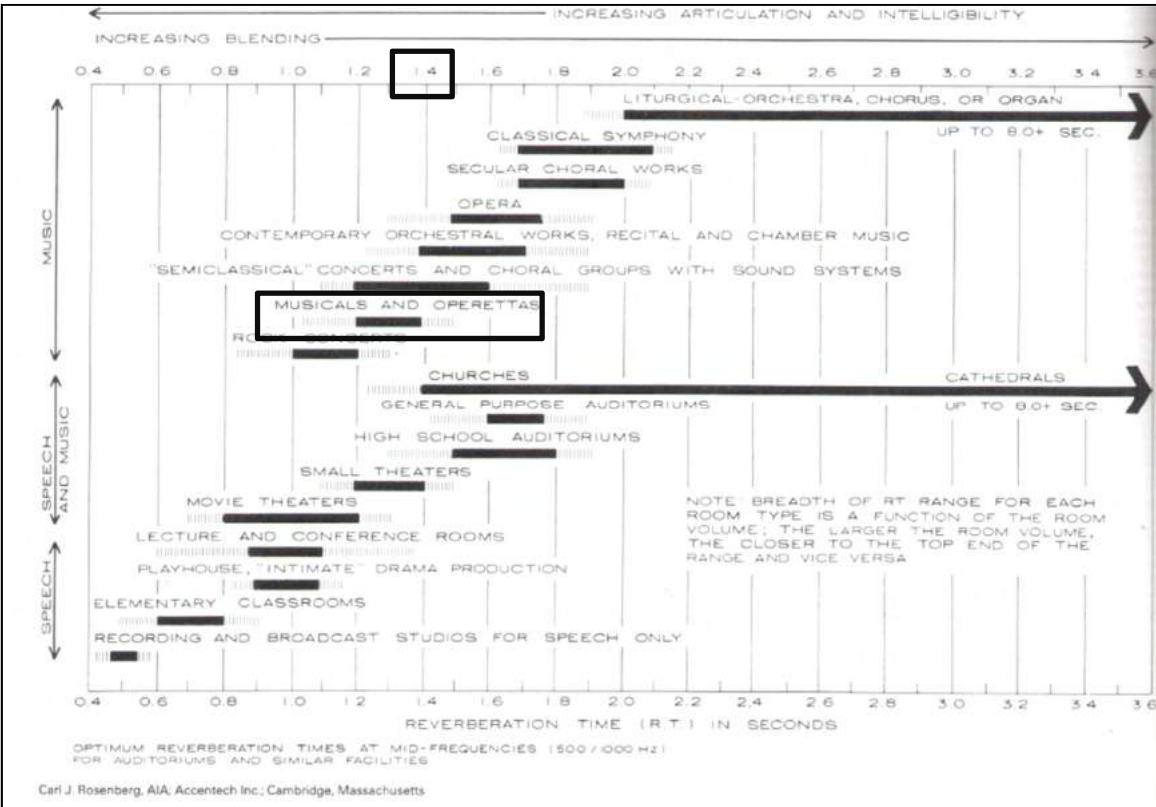 INCREASING ARTICULATION AND INTELLIGIBILITY
INCREASING BLENDING
0.4 0.6 0.8 1.0 1.2 1.4 1.6 1.8 2.0 2.2 2.4 2.6 2.8 3.0 3.2 3.4 3.6
LITURGICAL-ORCHESTRA, CHORUS, OR ORGAN
UP TO 8.0+ SEC.
CLASSICAL SYMPHONY
SECULAR CHORAL WORKS
OPERA
CONTEMPORARY ORCHESTRAL WORKS, RECITAL AND CHAMBER MUSIC
"SEMICLASSICAL" CONCERTS AND CHORAL GROUPS WITH SOUND SYSTEMS
MUSICALS AND OPERETTAS
ROCK CONCERTS
MUSIC
CHURCHES
CATHEDRALS
UP TO 8.0+ SEC.
GENERAL PURPOSE AUDITORIUMS
HIGH SCHOOL AUDITORIUMS
SMALL THEATERS
MOVIE THEATERS
SPEECH
AND MUSIC
LECTURE AND CONFERENCE ROOMS
PLAYHOUSE, "INTIMATE" DRAMA PRODUCTION
ELEMENTARY CLASSROOMS
RECORDING AND BROADCAST STUDIOS FOR SPEECH ONLY
SPEECH
NOTE: BREADTH OF RT RANGE FOR EACH
ROOM TYPE IS A FUNCTION OF THE ROOM
VOLUME; THE LARGER THE ROOM VOLUME,
THE CLOSER TO THE TOP END OF THE
RANGE AND VICE VERSA
0.4 0.6 0.8 1.0 1.2 1.4 1.6 1.8 2.0 2.2 2.4 2.6 2.8 3.0 3.2 3.4 3.6
REVERBERATION TIME (R.T.) IN SECONDS
OPTIMUM REVERBERATION TIMES AT MID-FREQUENCIES (500/1000 HZ)
FOR AUDITORIUMS AND SIMILAR FACILITIES
Carl J. Rosenberg, AIA; Accentech Inc.; Cambridge, Massachusetts